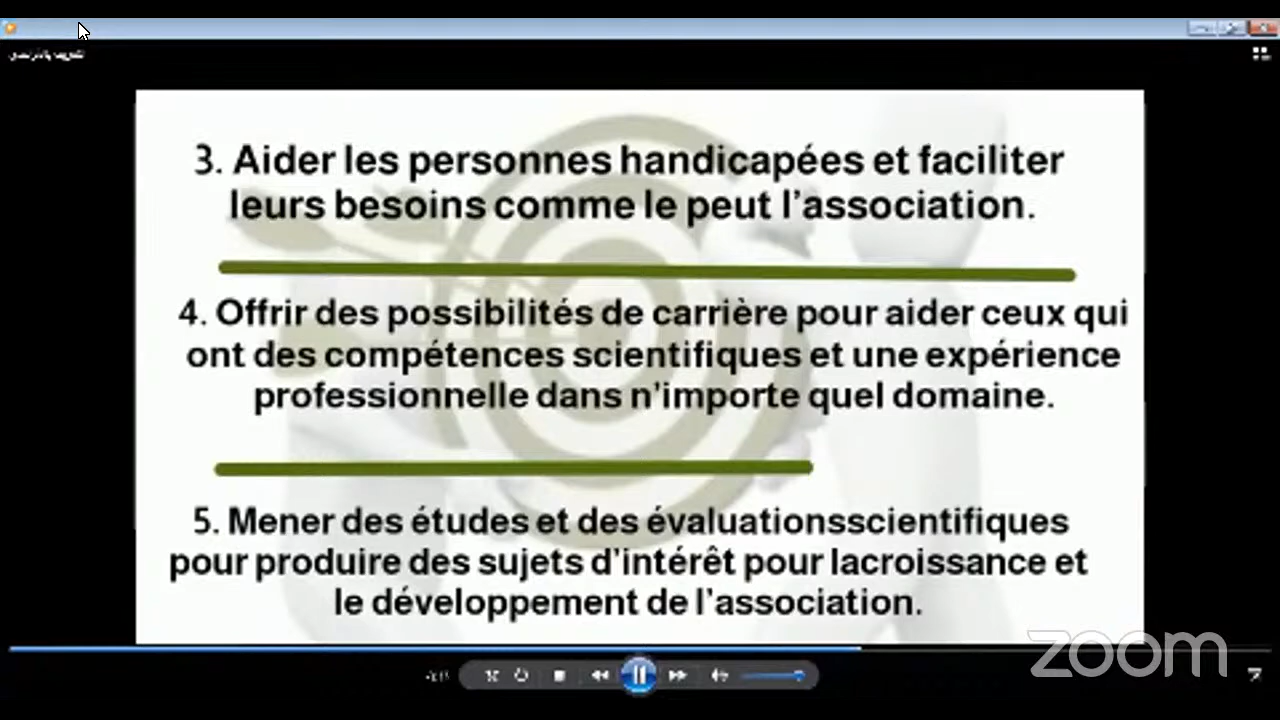 3. Aider les personnes handicapées et faciliter
leurs besoins comme le peut l’association.
4. Offrir des possibilités de carrière pour aider ceux qui
ont des compétences scientifiques et une expérience
professionnelle dans n’importe quel domaine.
5. Mener des études et des évaluationsscientifiques
pour produire des sujets d’intérêt pour lacroissance et
le développement de l’association.
zoom